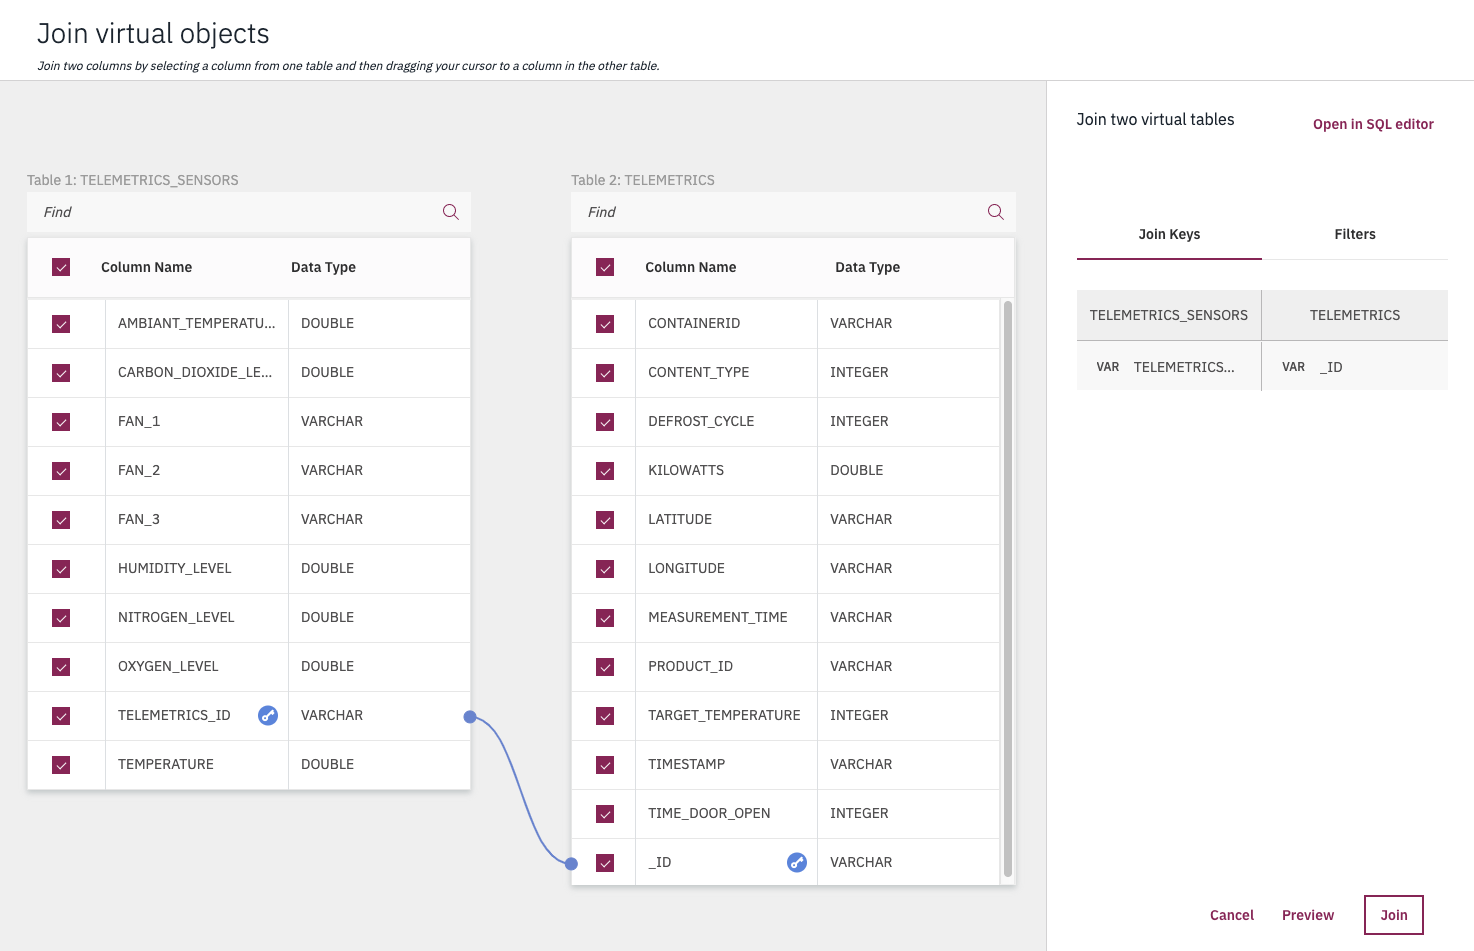 Join virtual objects
Join two columns by selecting a column from one table and then dragging your cursor to a column in the other table.
Table 1: TELEMETRICS_SENSORS
Find
Column Name Data Type
AMBIANT_TEMPERATU... DOUBLE
CARBON_DIOXIDE_LE... DOUBLE
FAN_1 VARCHAR
FAN_2 VARCHAR
FAN_3 VARCHAR
HUMIDITY_LEVEL DOUBLE
NITROGEN_LEVEL DOUBLE
OXYGEN_LEVEL DOUBLE
TELEMETRICS_ID VARCHAR
TEMPERATURE DOUBLE
Table 2: TELEMETRICS
Find
Column Name Data Type
CONTAINERID VARCHAR
CONTENT_TYPE INTEGER
DEFROST_CYCLE INTEGER
KILOWATTS DOUBLE
LATITUDE VARCHAR
LONGITUDE VARCHAR
MEASUREMENT_TIME VARCHAR
PRODUCT_ID VARCHAR
TARGET_TEMPERATURE INTEGER
TIMESTAMP VARCHAR
TIME_DOOR_OPEN INTEGER
_ID VARCHAR
Join two virtual tables
Open in SQL editor
Join Keys Filters
TELEMETRICS_SENSORS TELEMETRICS
VAR TELEMETRICS... VAR _ID
Cancel Preview Join